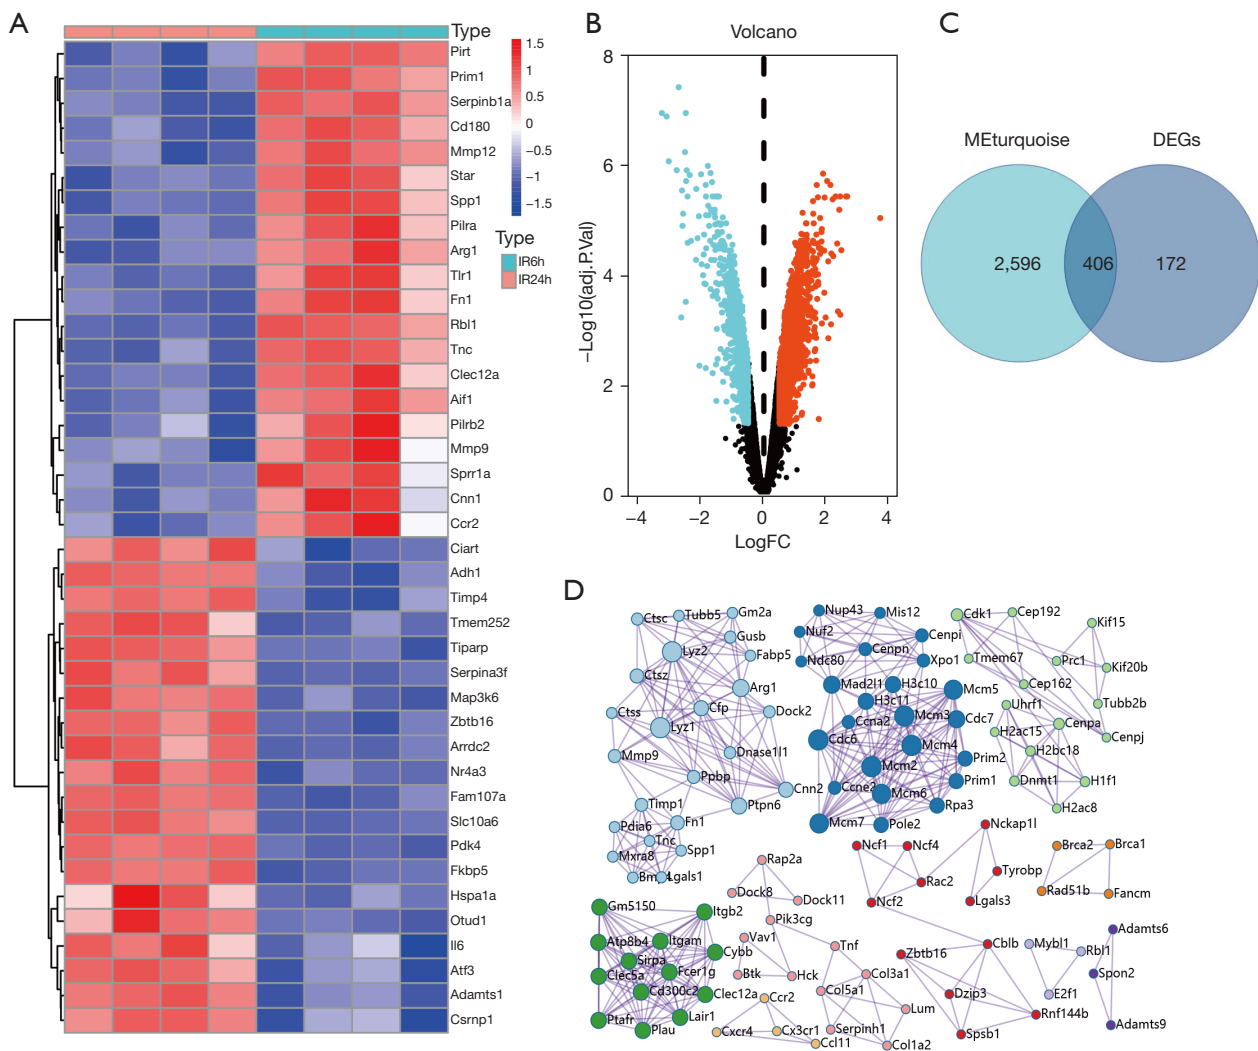 A
Type
Pirt
Prim1
Serpinb1a
Cd180
Mmp12
Star
Spp1
Pilra
Arg1
Tlr1
Fn1
Rbl1
Tnc
Clec12a
Aif1
Pilrb2
Mmp9
Sprr1a
Cnn1
Ccr2
Ciart
Adh1
Timp4
Tmem252
Tiparp
Serpina3f
Map3k6
Zbtb16
Arrdc2
Nr4a3
Fam107a
Slc10a6
Pdk4
Fkbp5
Hspa1a
Otud1
Il6
Atf3
Adamts1
Csrnp1
1.5
1
0.5
0
−0.5
−1
−1.5
Type
IR6h
IR24h
B
Volcano
−Log10(adj.P.Val)
8
6
4
2
0
−4
−2
0
2
4
LogFC
C
MEturquoise
DEGs
2,596
406
172
D
Ctsc
Tubb5
Gm2a
Gusb
Lyz2
Fabp5
Ctsz
Arg1
Ctss
Cfp
Dock2
Lyz1
Mmp9
Dnase1l1
Ppbp
Cnn2
Ptpn6
Timp1
Fn1
Pdia6
Tnc
Spp1
Mxra8
Lgals1
Nup43
Mis12
Nuf2
Cenpi
Cenpn
Ndc80
Xpo1
Mad2l1
H3c10
Mcm5
H3c11
Mcm3
Cdc7
Ccna2
Cdc6
Mcm4
Prim2
Mcm2
Prim1
Ccne2
Mcm6
Rpa3
Mcm7
Pole2
Cdk1
Cep192
Kif15
Tmem67
Prc1
Kif20b
Cep162
Tubb2b
Uhrf1
Cenpa
H2ac15
Cenpj
H2bc18
Dnmt1
H1f1
H2ac8
Nckap1l
Ncf1
Ncf4
Rac2
Tyrobp
Ncf2
Lgals3
Brca2
Brca1
Rad51b
Fancm
Rap2a
Dock8
Dock11
Pik3cg
Vav1
Btk
Hck
Gm5150
Itgb2
Atp8b4
Itgam
Cybb
Sirpa
Fcer1g
Clec5a
Cd300c2
Clec12a
Ptafr
Lair1
Plau
Ccr2
Cxcr4
Cx3cr1
Ccl11
Tnf
Col3a1
Col5a1
Lum
Serpinh1
Col1a2
Zbtb16
Cblb
Dzip3
Spsb1
Rnf144b
Mybl1
Rbl1
E2f1
Adamts6
Spon2
Adamts9